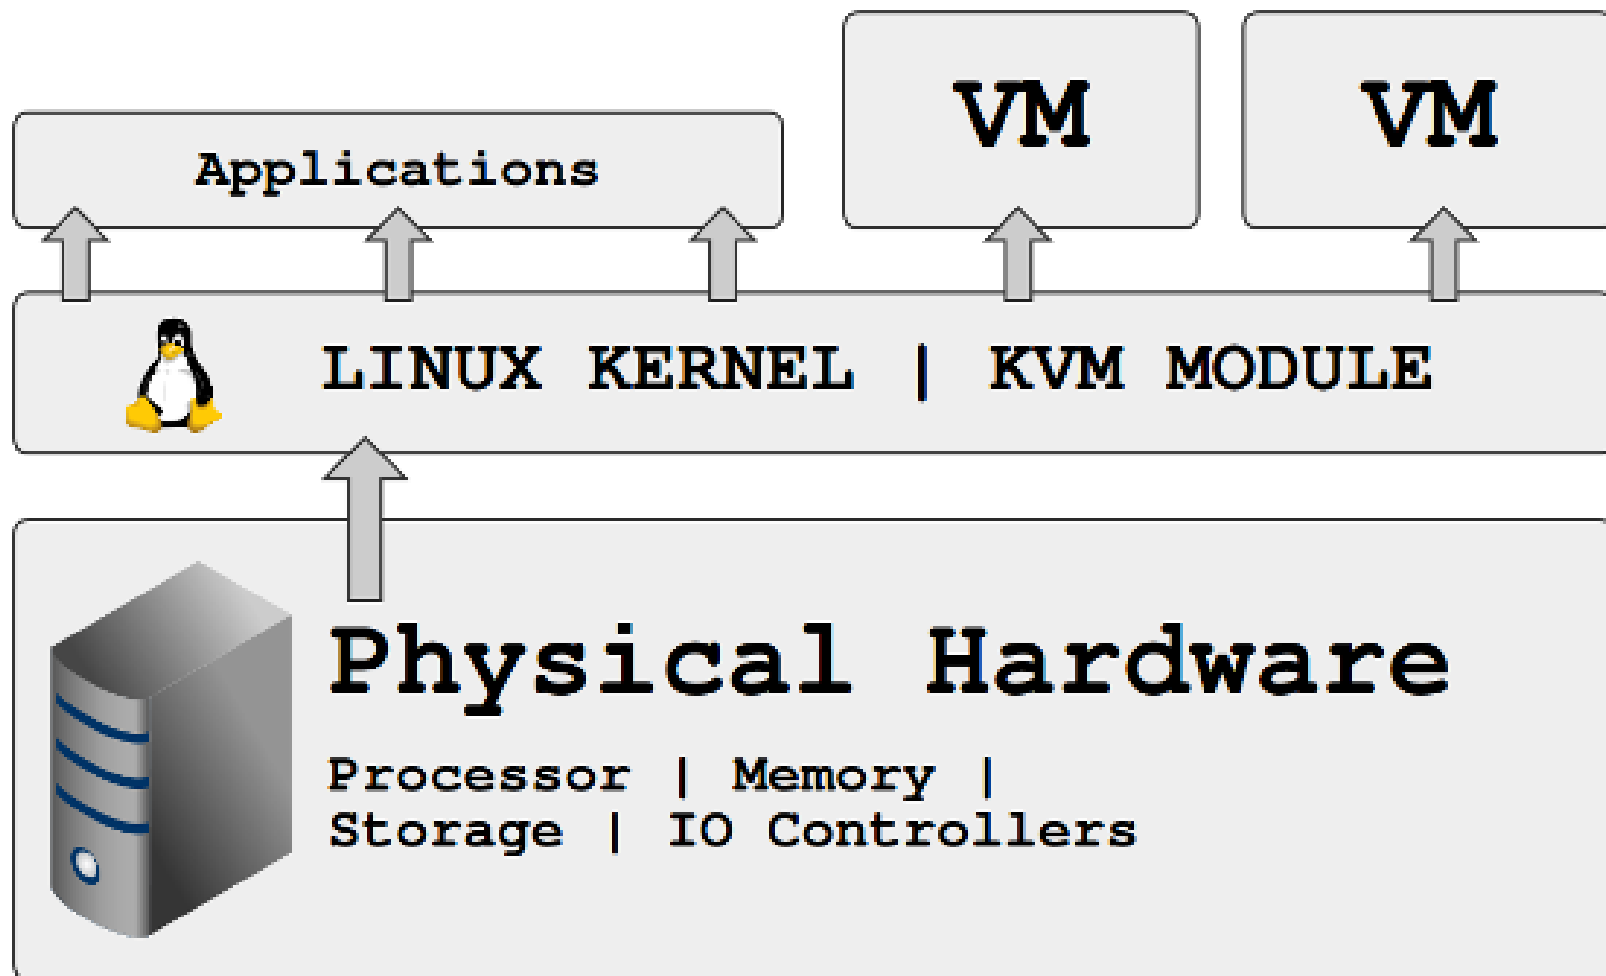 VM
VM
Applications
LINUX KERNEL | KVM MODULE
Physical Hardware
Processor | Memory |
Storage | IO Controllers